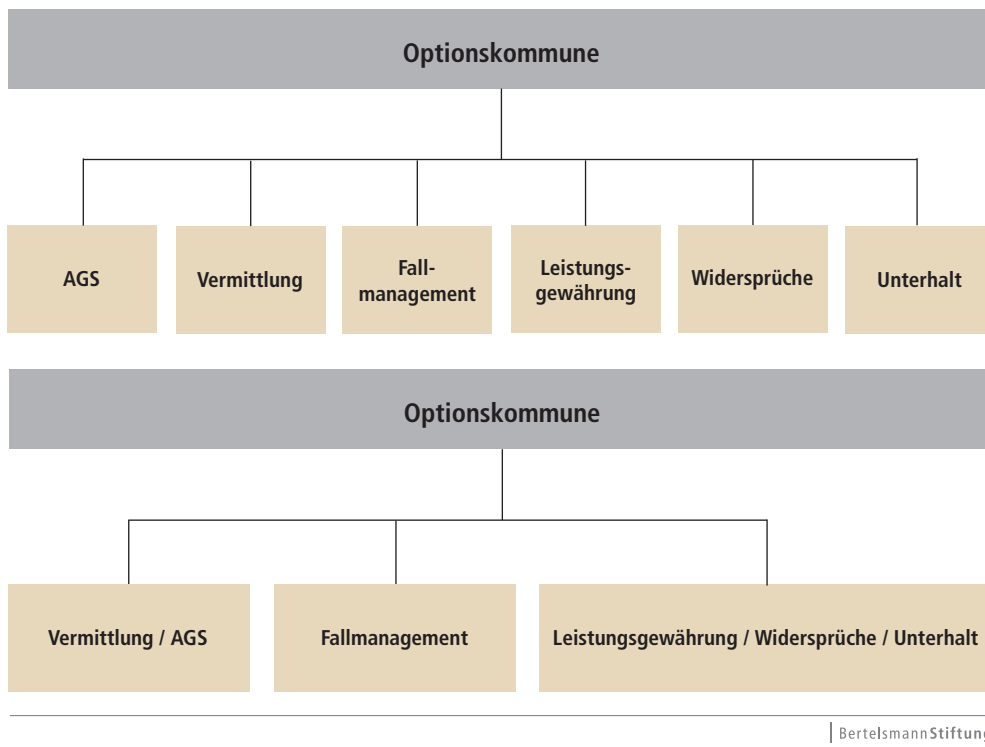 Optionskommune
AGS
Vermittlung
Fall-
management
Leistungs-
gewährung
Widersprüche
Unterhalt
Optionskommune
Vermittlung / AGS
Fallmanagement
Leistungsgewährung / Widersprüche / Unterhalt
BertelsmannStiftung